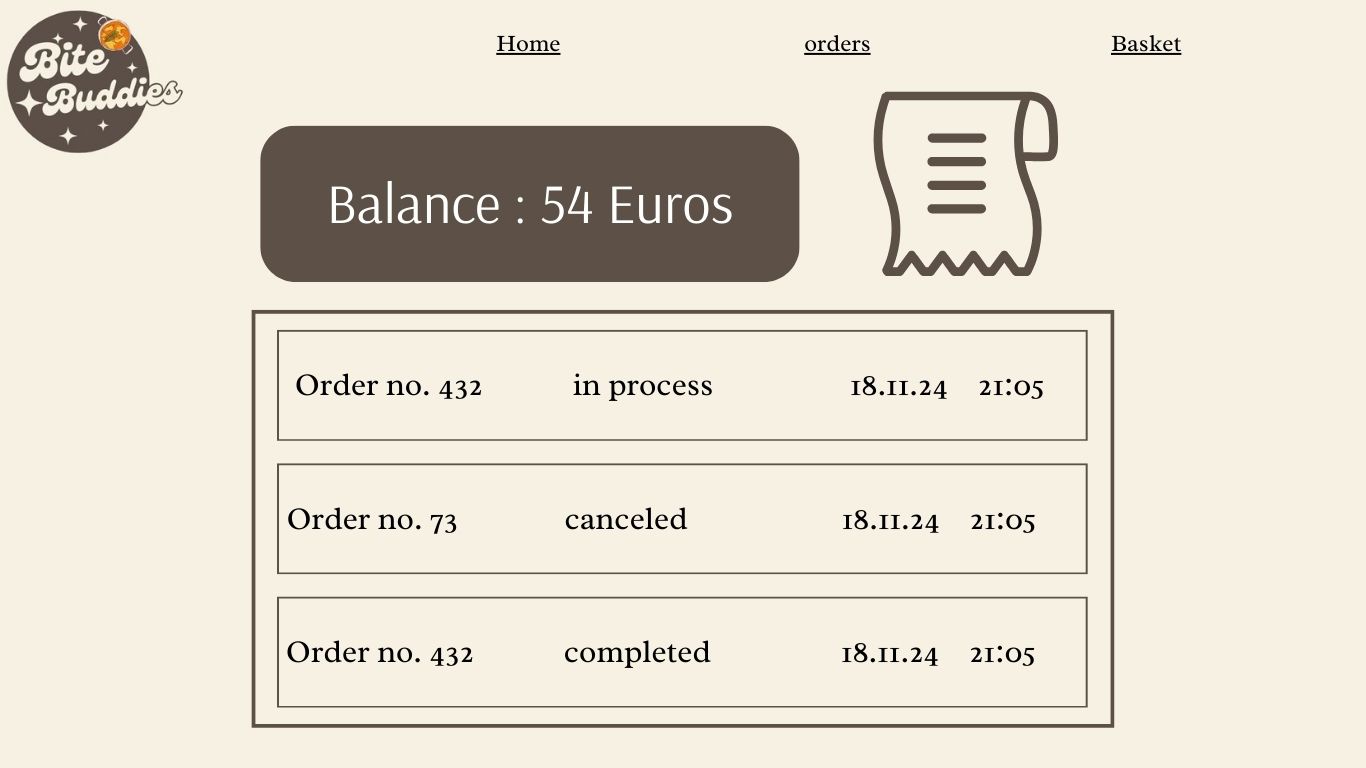 Bite
Buddies
Home orders Basket
Balance : 54 Euros
Order no. 432 in process 18.11.24 21:05
Order no. 73 canceled 18.11.24 21:05
Order no. 432 completed 18.11.24 21:05